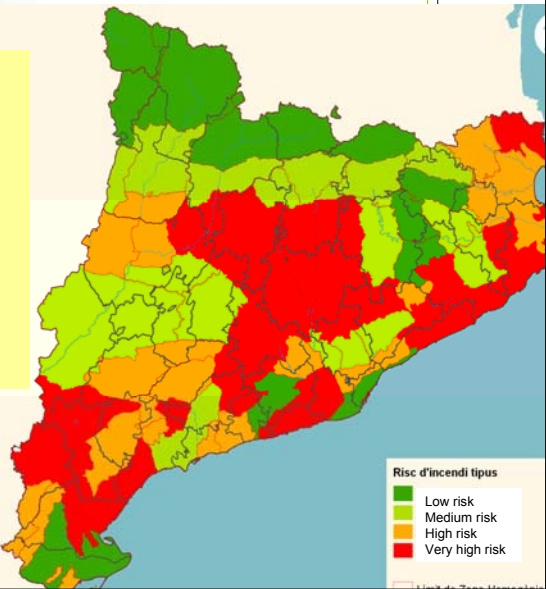 Risc d'incendi tipus
Low risk
Medium risk
High risk
Very high risk